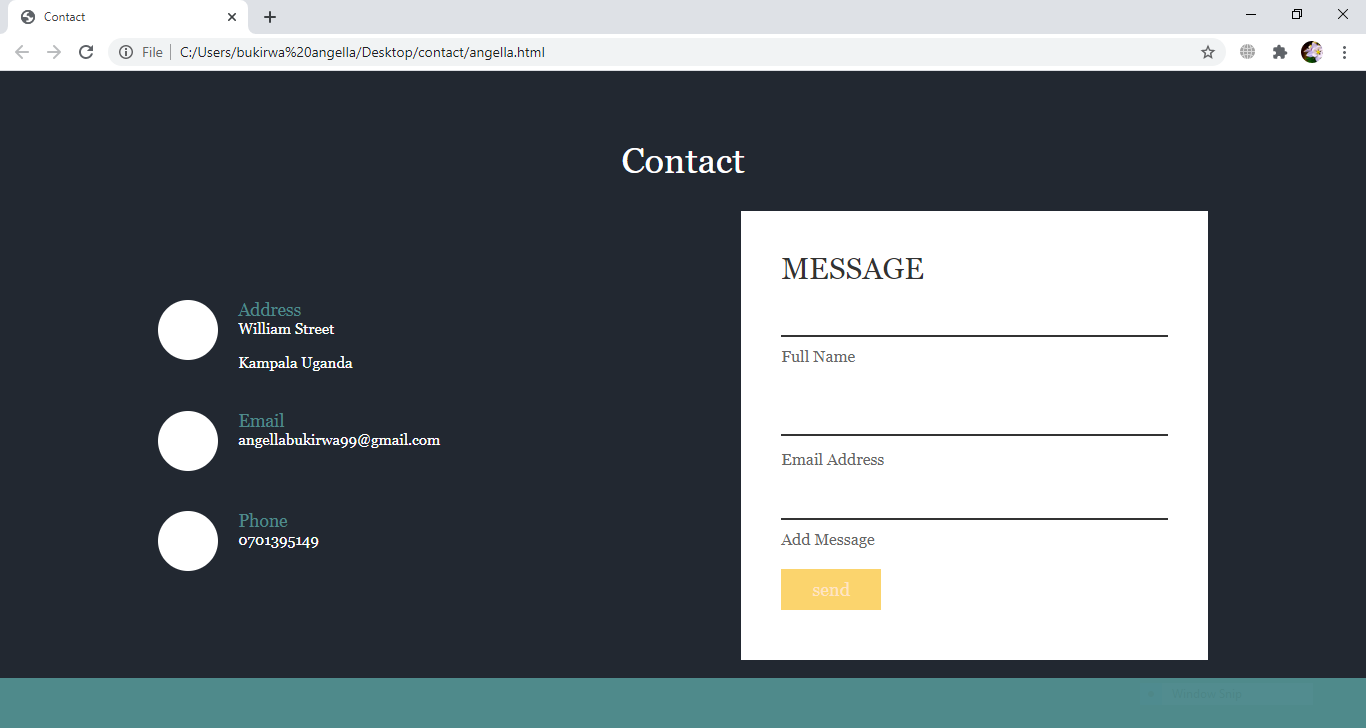 Contact
File
C:/Users/bukirwa%20angella/Desktop/contact/angella.html
Contact
Address
William Street
Kampala Uganda
Email
angellabukirwa99@gmail.com
Phone
0701395149
MESSAGE
Full Name
Email Address
Add Message
send